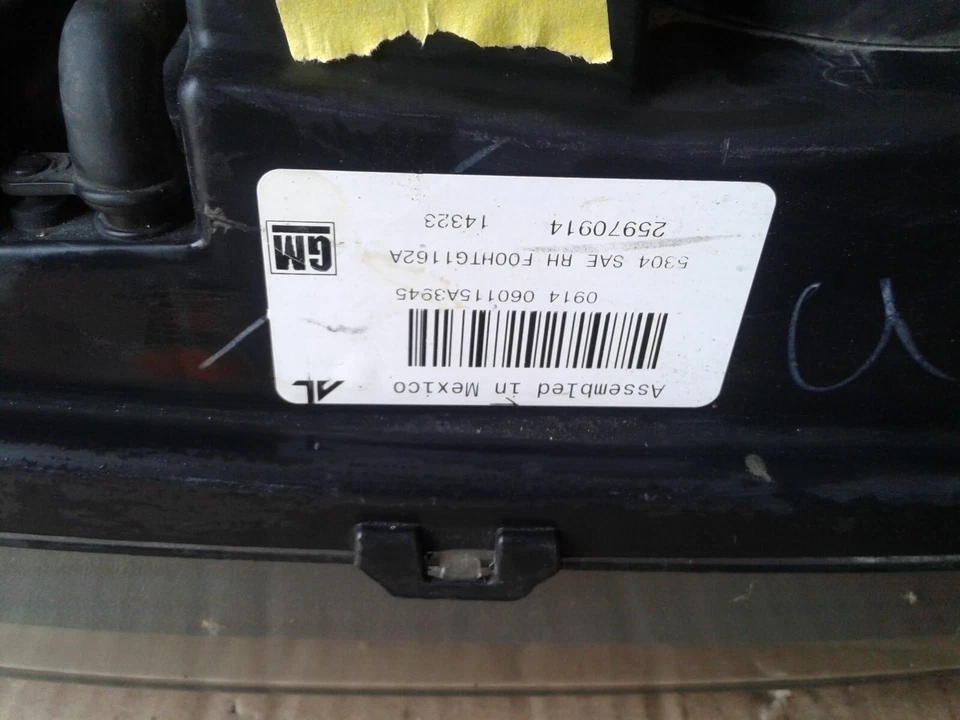 AL
Assembled in Mexico
0914 060115A3945
5304 SAE RH F00HTG1162A
GM
25970914 14323